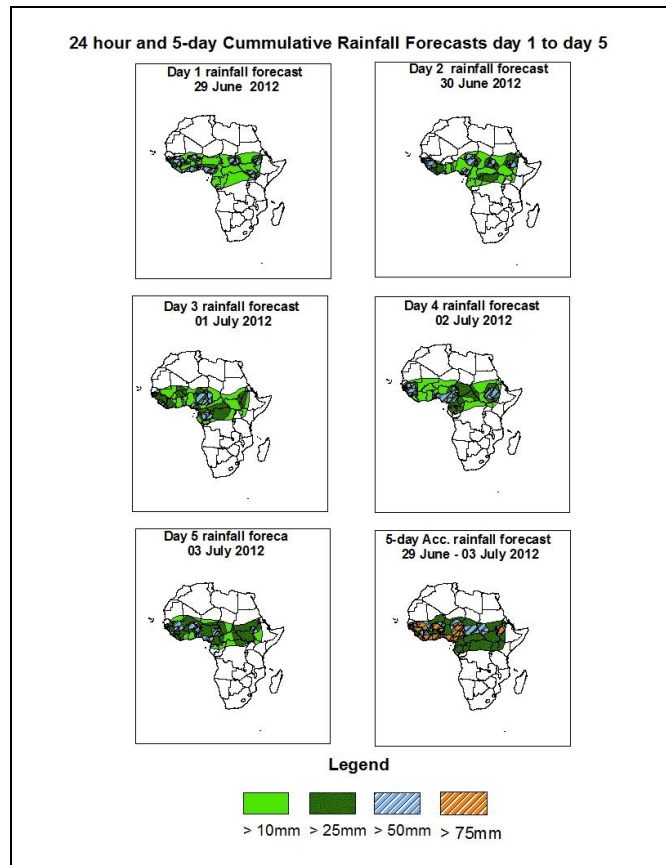 24 hour and 5-day Cummulative Rainfall Forecasts day 1 to day 5
Day 1 rainfall forecast
29 June 2012
Day 2 rainfall forecast
30 June 2012
Day 3 rainfall forecast
01 July 2012
Day 4 rainfall forecast
02 July 2012
Day 5 rainfall foreca
03 July 2012
5-day Acc. rainfall forecast
29 June - 03 July 2012
Legend
> 10mm > 25mm > 50mm > 75mm